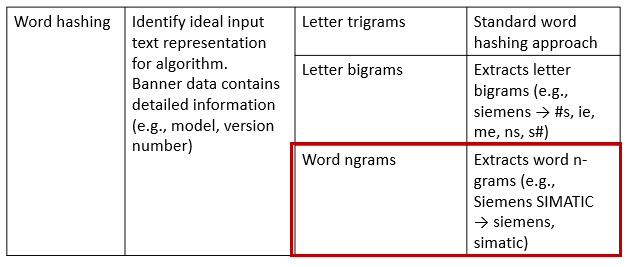 Word hashing
Identify ideal input
text representation
for algorithm.
Banner data contains
detailed information
(e.g., model, version
number)
Letter trigrams
Standard word
hashing approach
Letter bigrams
Extracts letter
bigrams (e.g.,
siemens → #s, ie,
me, ns, s#)
Word ngrams
Extracts word n-
grams (e.g.,
Siemens SIMATIC
→ siemens,
simatic)